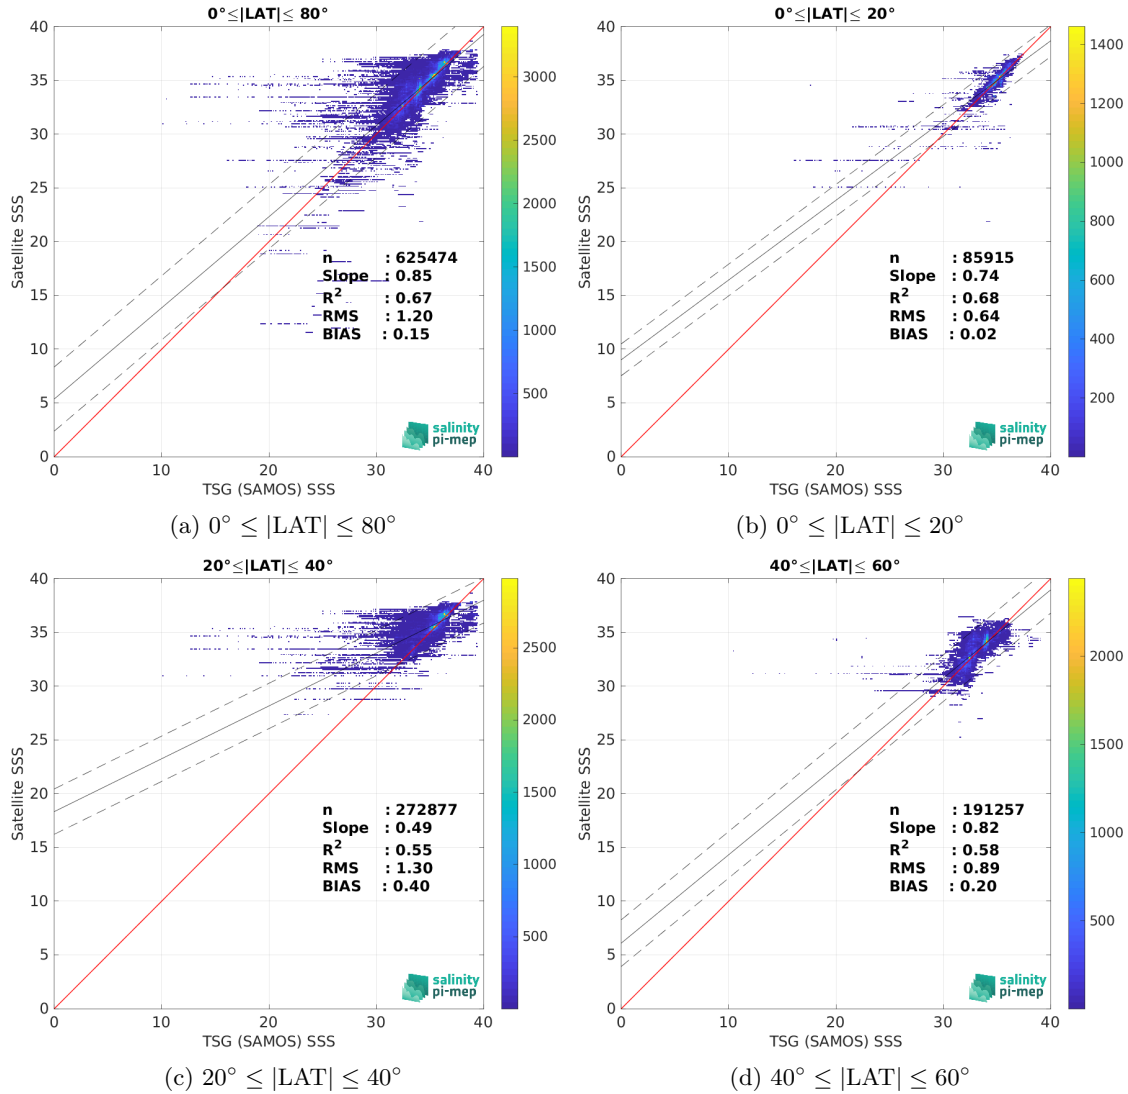 0°≤|LAT|≤ 80°
40
35
30
25
20
15
10
5
0
Satellite SSS
n : 625474
Slope : 0.85
R² : 0.67
RMS : 1.20
BIAS : 0.15
salinity
pi-mep
0 10 20 30 40
TSG (SAMOS) SSS
3000
2500
2000
1500
1000
500
(a) 0° ≤ |LAT| ≤ 80°
0°≤|LAT|≤ 20°
40
35
30
25
20
15
10
5
0
Satellite SSS
n : 85915
Slope : 0.74
R² : 0.68
RMS : 0.64
BIAS : 0.02
salinity
pi-mep
0 10 20 30 40
TSG (SAMOS) SSS
1400
1200
1000
800
600
400
200
(b) 0° ≤ |LAT| ≤ 20°
20°≤|LAT|≤ 40°
40
35
30
25
20
15
10
5
0
Satellite SSS
n : 272877
Slope : 0.49
R² : 0.55
RMS : 1.30
BIAS : 0.40
salinity
pi-mep
0 10 20 30 40
TSG (SAMOS) SSS
2500
2000
1500
1000
500
(c) 20° ≤ |LAT| ≤ 40°
40°≤|LAT|≤ 60°
40
35
30
25
20
15
10
5
0
Satellite SSS
n : 191257
Slope : 0.82
R² : 0.58
RMS : 0.89
BIAS : 0.20
salinity
pi-mep
0 10 20 30 40
TSG (SAMOS) SSS
2000
1500
1000
500
(d) 40° ≤ |LAT| ≤ 60°